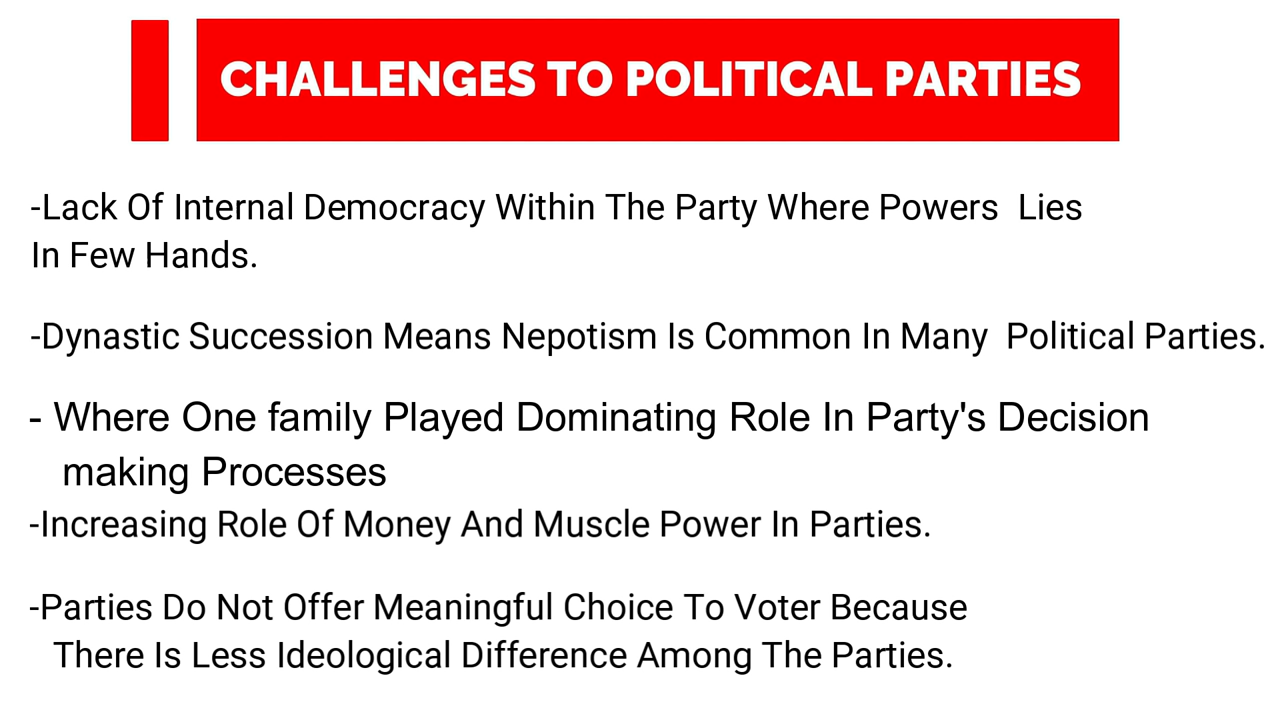 CHALLENGES TO POLITICAL PARTIES
-Lack Of Internal Democracy Within The Party Where Powers  Lies
In Few Hands.
-Dynastic Succession Means Nepotism Is Common In Many  Political Parties.
- Where One family Played Dominating Role In Party's Decision
making Processes
-Increasing Role Of Money And Muscle Power In Parties.
-Parties Do Not Offer Meaningful Choice To Voter Because
There Is Less Ideological Difference Among The Parties.